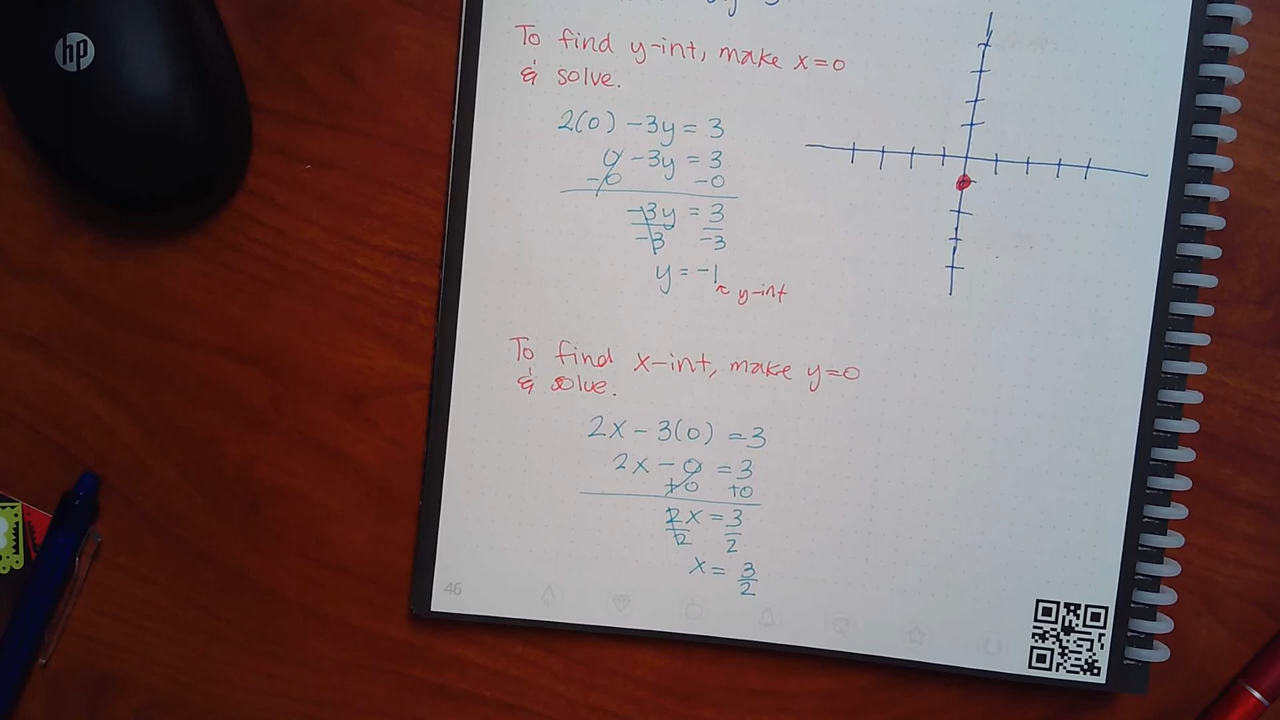 hp
To find y-int, make x=0
& solve.
2(0) -3y = 3
0 -3y = 3
-0 -0
-3y = 3
-3 -3
y = -1
y-int
To find x-int, make y=0
& solve.
2x - 3(0) = 3
2x - 0 = 3
+0 +0
2x = 3
2 2
x = 3
2
46